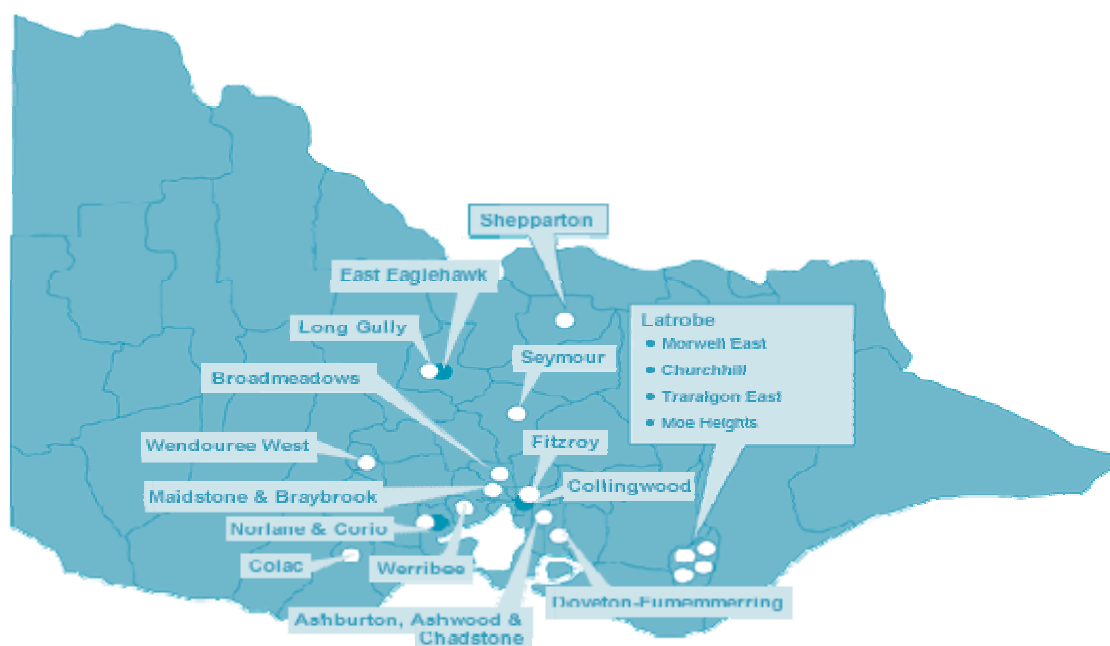 Shepparton
East Eaglehawk
Latrobe
Long Gully
• Morwell East
Seymour
• Churchhill
Broadmeadows
• Traralgon East
• Moe Heights
Fitzroy
Wendouree West
Collingwood
Maidstone & Braybrook
Norlane & Corio
Colac
Werribee
Doveton-Eumemmerring
Ashburton, Ashwood &
Chadstone